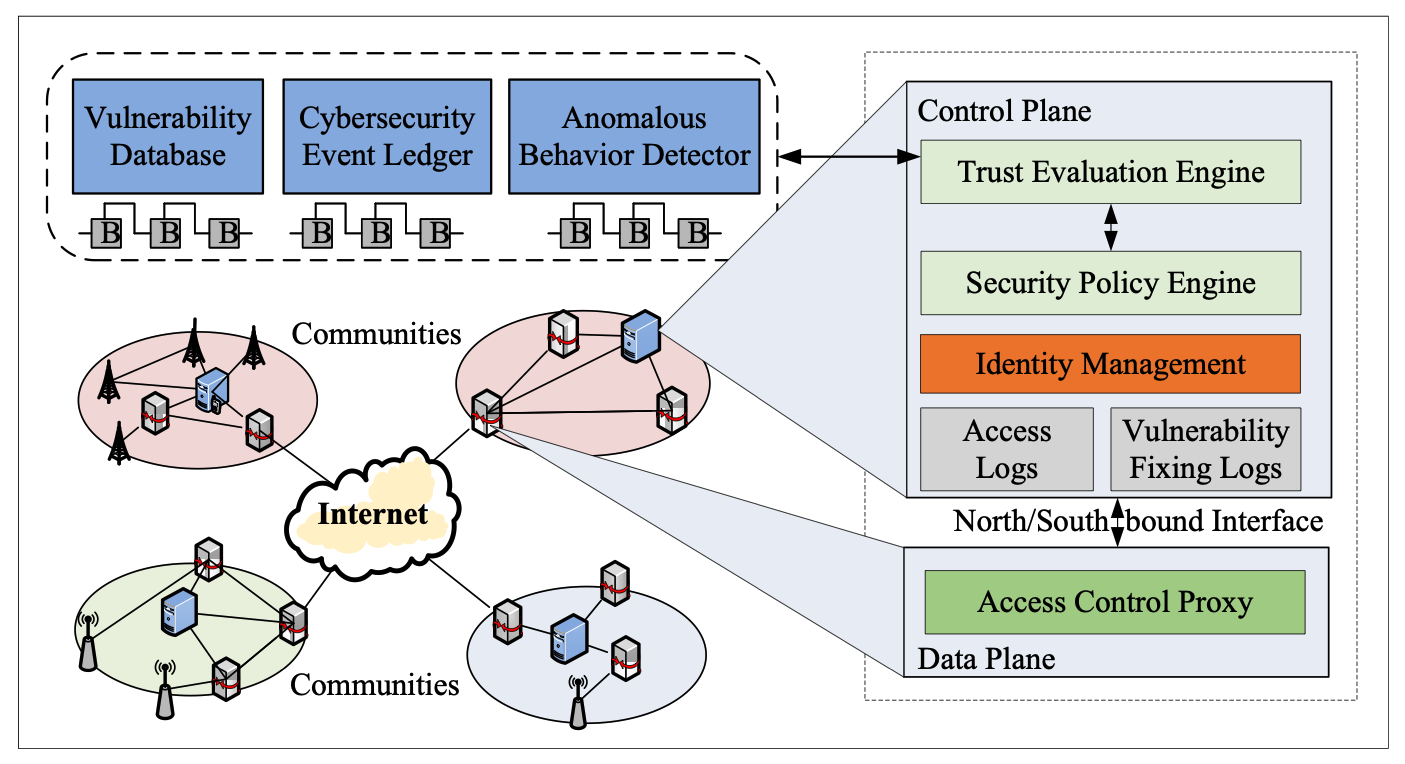 Vulnerability
Database
Cybersecurity
Event Ledger
Anomalous
Behavior Detector
B B B
B B B
B B B
Control Plane
Trust Evaluation Engine
Security Policy Engine
Identity Management
Access
Logs
Vulnerability
Fixing Logs
North/South-bound Interface
Access Control Proxy
Data Plane
Communities
Internet
Communities